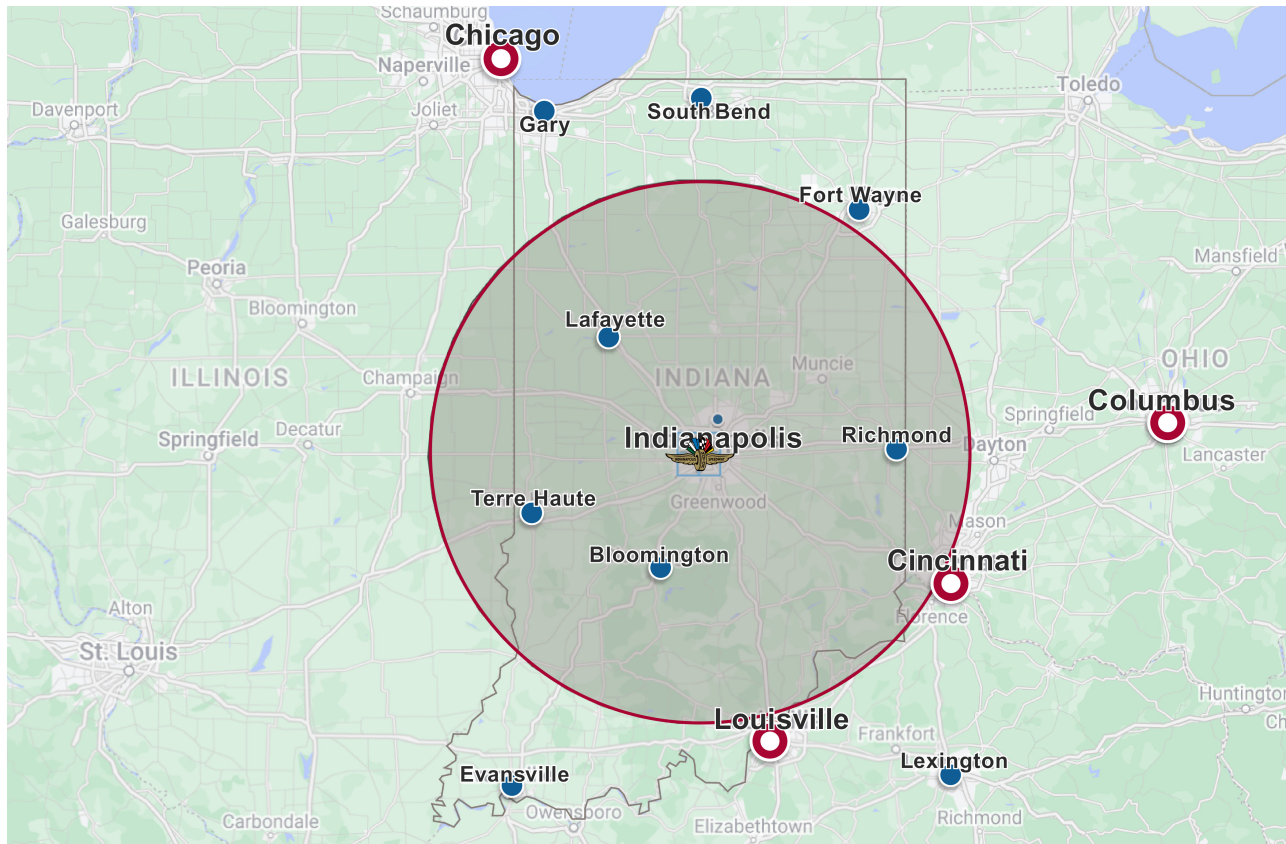 Schaumburg
Chicago
Naperville
Toledo
Davenport
Joliet
Gary
South Bend
Fort Wayne
Galesburg
Mansfield
Peoria
Bloomington
Lafayette
OHIO
Muncie
ILLINOIS
Champaign
INDIANA
Columbus
Springfield
Decatur
Springfield
Indianapolis
Richmond
Dayton
Lancaster
Terre Haute
Greenwood
Mason
Bloomington
Cincinnati
Alton
Florence
St. Louis
Huntington
Louisville
Ch
Frankfort
Lexington
Evansville
Owensboro
Carbondale
Elizabethtown
Richmond